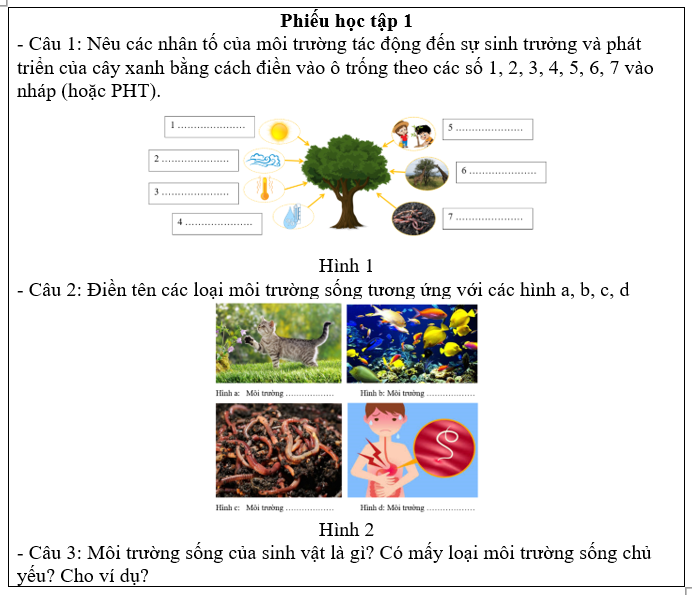 Phiếu học tập 1
- Câu 1: Nêu các nhân tố của môi trường tác động đến sự sinh trưởng và phát
triển của cây xanh bằng cách điền vào ô trống theo các số 1, 2, 3, 4, 5, 6, 7 vào
nháp (hoặc PHT).
1 .....................
2 .....................
3 .....................
4 .....................
5 .....................
6 .....................
7 .....................
Hình 1
- Câu 2: Điền tên các loại môi trường sống tương ứng với các hình a, b, c, d
Hình a: Môi trường ..................
Hình b: Môi trường ..................
Hình c: Môi trường ..................
Hình d: Môi trường ..................
Hình 2
- Câu 3: Môi trường sống của sinh vật là gì? Có mấy loại môi trường sống chủ
yếu? Cho ví dụ?